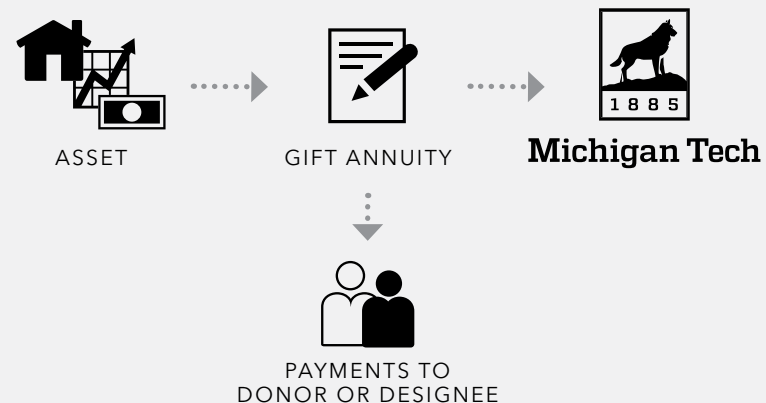 1885
ASSET
GIFT ANNUITY
Michigan Tech
PAYMENTS TO
DONOR OR DESIGNEE